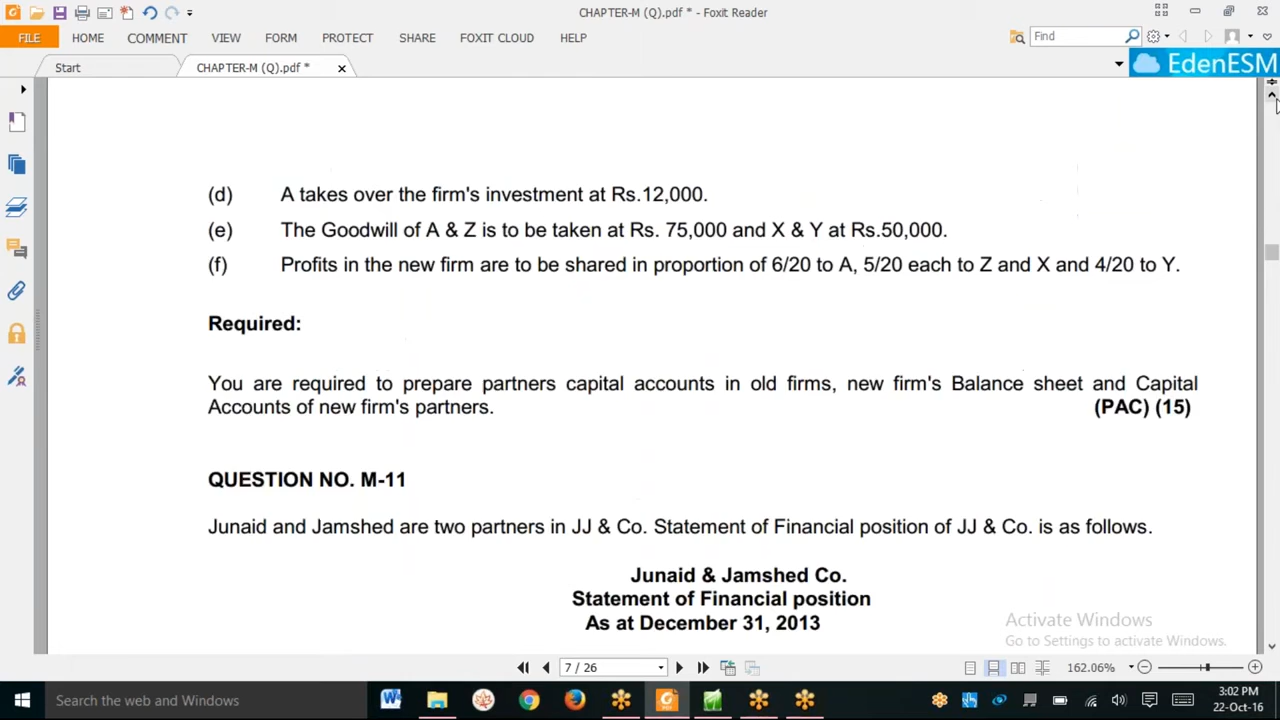 CHAPTER-M (Q).pdf * - Foxit Reader
FILE HOME COMMENT VIEW FORM PROTECT SHARE FOXIT CLOUD HELP Find
Start CHAPTER-M (Q).pdf * EdenESM
(d) A takes over the firm's investment at Rs.12,000.
(e) The Goodwill of A & Z is to be taken at Rs. 75,000 and X & Y at Rs.50,000.
(f) Profits in the new firm are to be shared in proportion of 6/20 to A, 5/20 each to Z and X and 4/20 to Y.
Required:
You are required to prepare partners capital accounts in old firms, new firm's Balance sheet and Capital
Accounts of new firm's partners. (PAC) (15)
QUESTION NO. M-11
Junaid and Jamshed are two partners in JJ & Co. Statement of Financial position of JJ & Co. is as follows.
Junaid & Jamshed Co.
Statement of Financial position
As at December 31, 2013
Activate Windows
Go to Settings to activate Windows.
7 / 26 162.06%
Search the web and Windows 3:02 PM
22-Oct-16